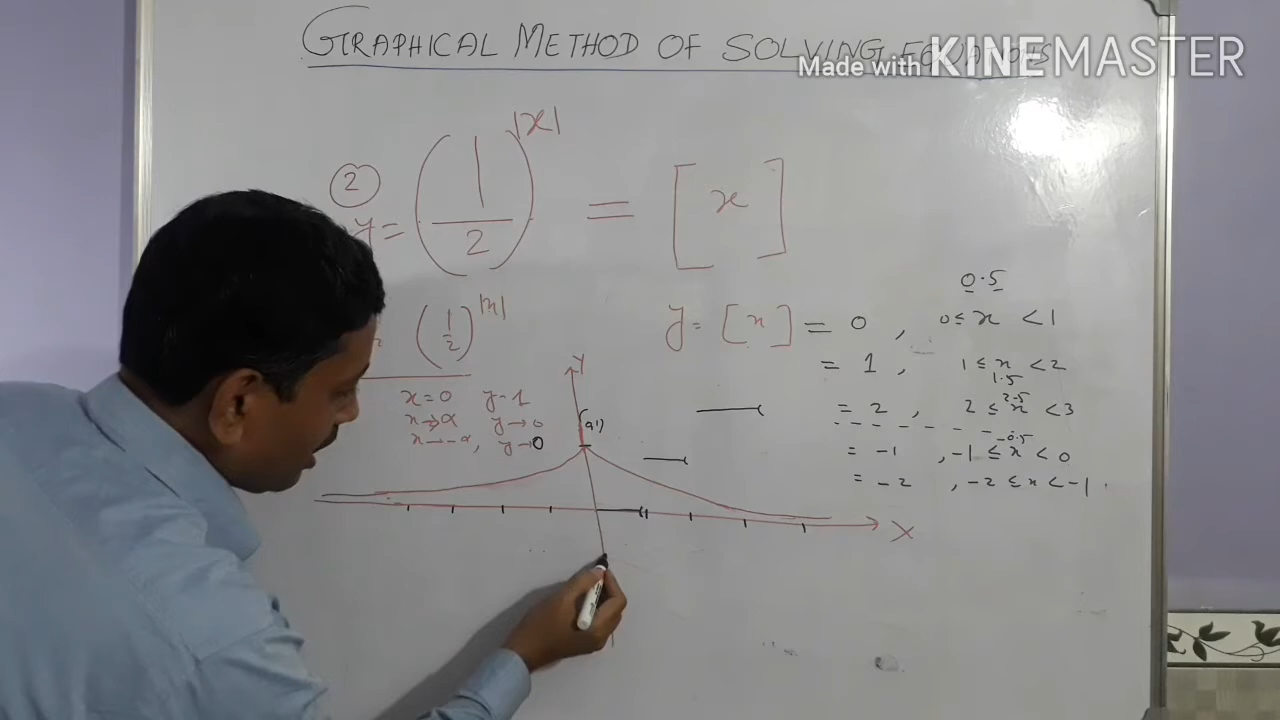 GRAPHICAL METHOD OF SOLVING EQUATIONS
Made with KINEMASTER
2
y = (1/2)^|x| = [x]
(1/2)^|x|
x=0 y=1
x→α y→0
x→-α, y→0
0.5
y = [x] = 0 , 0≤ x <1
= 1 , 1 ≤ x < 2
1.5
2.5
= 2 , 2 ≤ x < 3
-0.5
= -1 , -1 ≤ x < 0
= -2 , -2 ≤ x < -1
Y
X